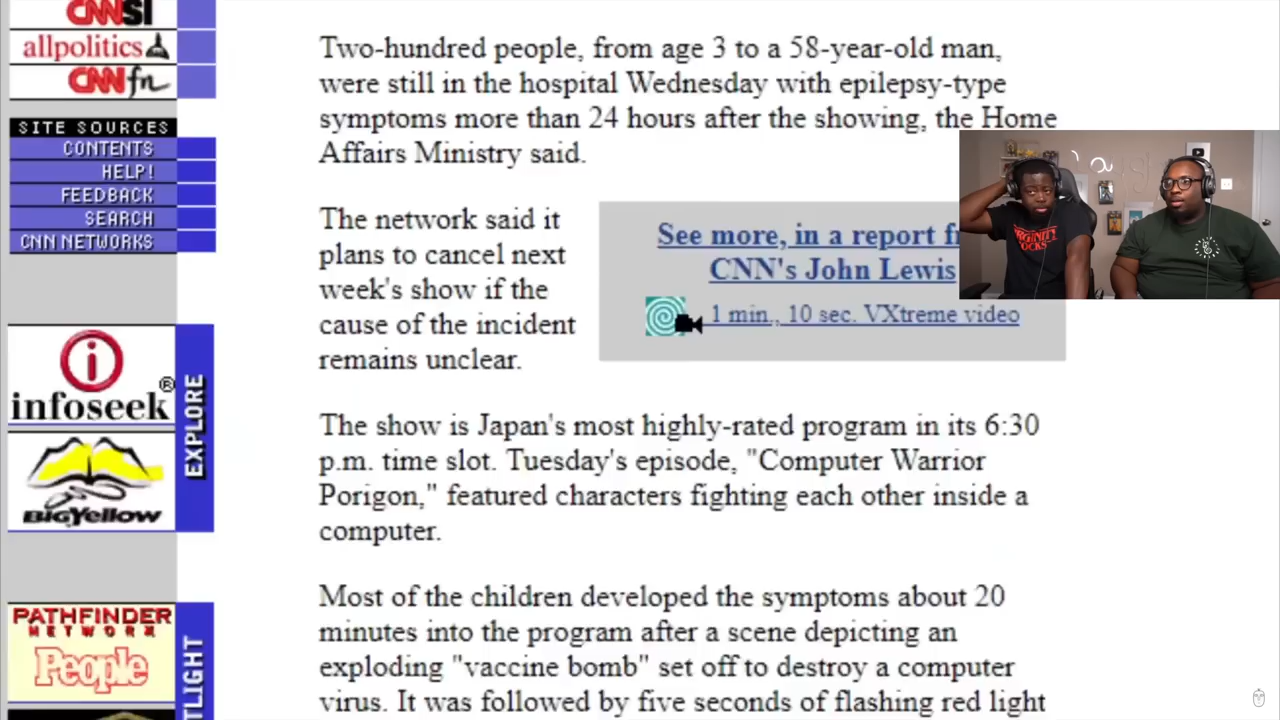 CNNSI
allpolitics
CNNfn
SITE SOURCES
CONTENTS
HELP!
FEEDBACK
SEARCH
CNN NETWORKS
infoseek®
BigYellow
EXPLORE
PATHFINDER
NETWORK
People
TLIGHT
Two-hundred people, from age 3 to a 58-year-old man,
were still in the hospital Wednesday with epilepsy-type
symptoms more than 24 hours after the showing, the Home
Affairs Ministry said.
The network said it
plans to cancel next
week's show if the
cause of the incident
remains unclear.
See more, in a report f
CNN's John Lewis
1 min., 10 sec. VXtreme video
The show is Japan's most highly-rated program in its 6:30
p.m. time slot. Tuesday's episode, "Computer Warrior
Porigon," featured characters fighting each other inside a
computer.
Most of the children developed the symptoms about 20
minutes into the program after a scene depicting an
exploding "vaccine bomb" set off to destroy a computer
virus. It was followed by five seconds of flashing red light